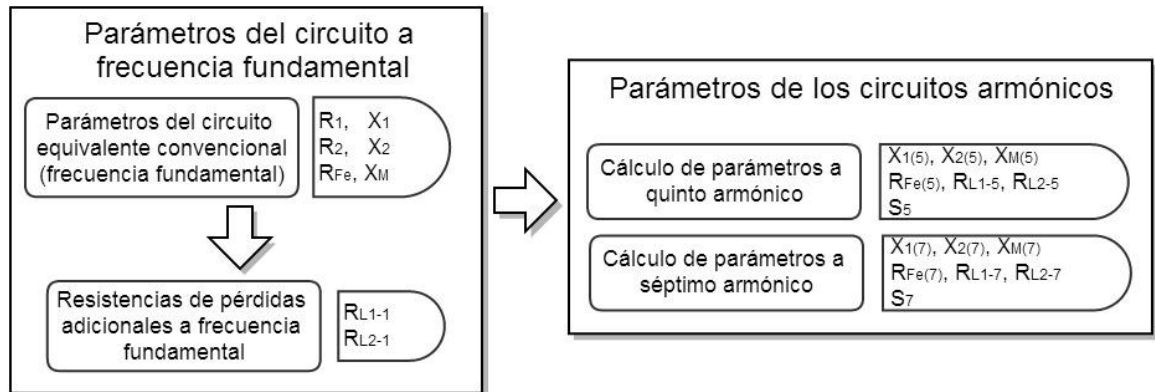 Parámetros del circuito a
frecuencia fundamental
Parámetros del circuito
equivalente convencional
(frecuencia fundamental)
R1, X1
R2, X2
RFe, XM
Resistencias de pérdidas
adicionales a frecuencia
fundamental
RL1-1
RL2-1
Parámetros de los circuitos armónicos
Cálculo de parámetros a
quinto armónico
X1(5), X2(5), XM(5)
RFe(5), RL1-5, RL2-5
S5
Cálculo de parámetros a
séptimo armónico
X1(7), X2(7), XM(7)
RFe(7), RL1-7, RL2-7
S7